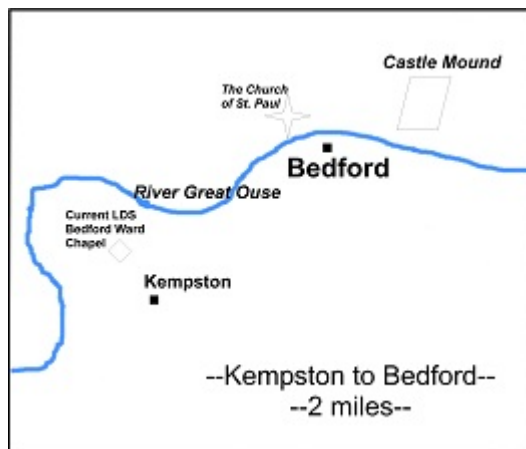 Castle Mound
The Church
of St. Paul
Bedford
River Great Ouse
Current LDS
Bedford Ward
Chapel
Kempston
--Kempston to Bedford--
--2 miles--